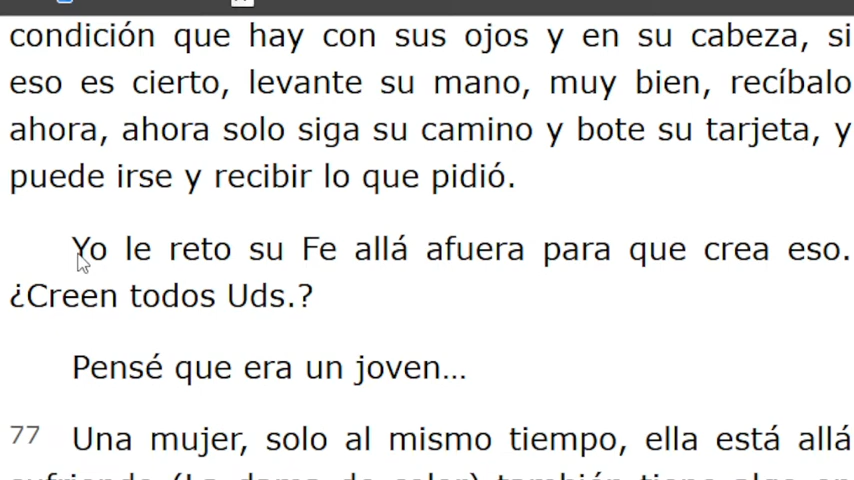 condición que hay con sus ojos y en su cabeza, si
eso es cierto, levante su mano, muy bien, recíbalo
ahora, ahora solo siga su camino y bote su tarjeta, y
puede irse y recibir lo que pidió.
Yo le reto su Fe allá afuera para que crea eso.
¿Creen todos Uds.?
Pensé que era un joven...
77 Una mujer, solo al mismo tiempo, ella está allá